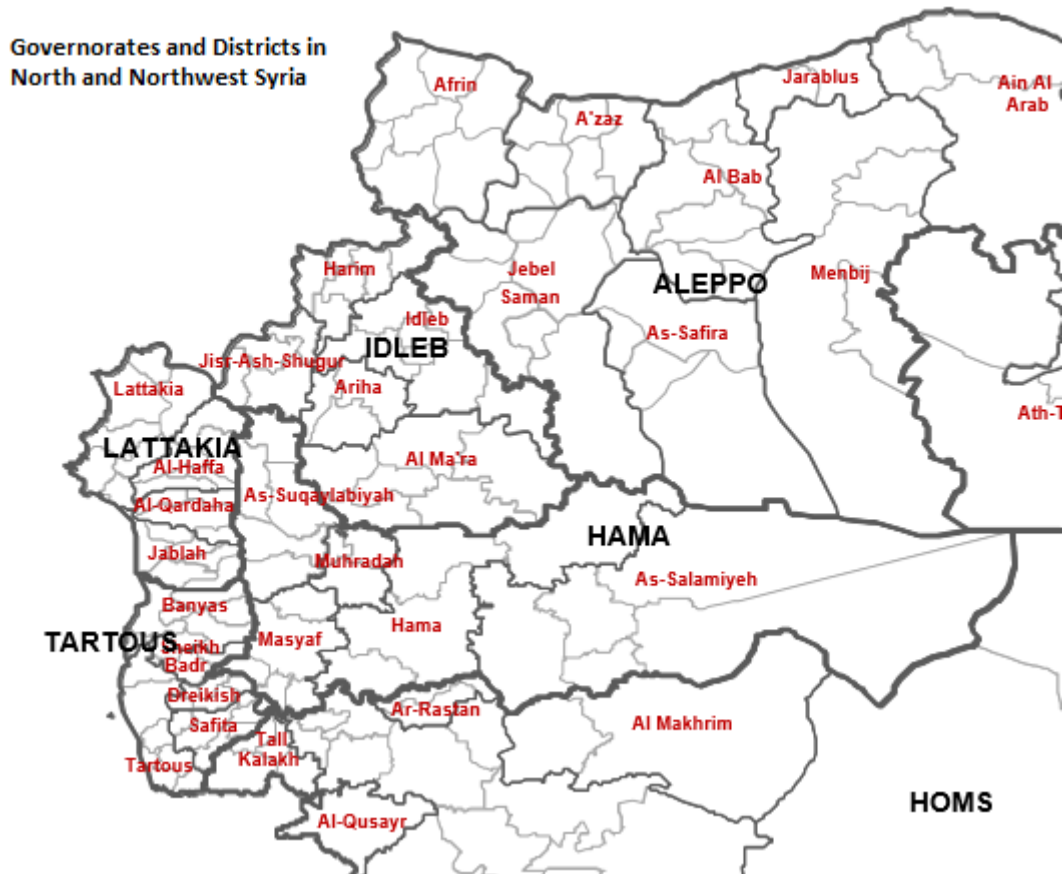 Governorates and Districts in
North and Northwest Syria
Afrin
Jarablus
Ain Al
Arab
A`zaz
Al Bab
Harim
Jebel
Saman
ALEPPO
Menbij
Idleb
IDLEB
As-Safira
Jisr-Ash-Shugur
Ariha
Lattakia
Ath-T
LATTAKIA
Al-Haffa
Al Ma`ra
Al-Qardaha
As-Suqaylabiyah
HAMA
Jablah
Muhradah
As-Salamiyeh
Banyas
TARTOUS
Sheikh
Badr
Masyaf
Hama
Dreikish
Safita
Ar-Rastan
Al Makhrim
Tall
Kalakh
Tartous
HOMS
Al-Qusayr